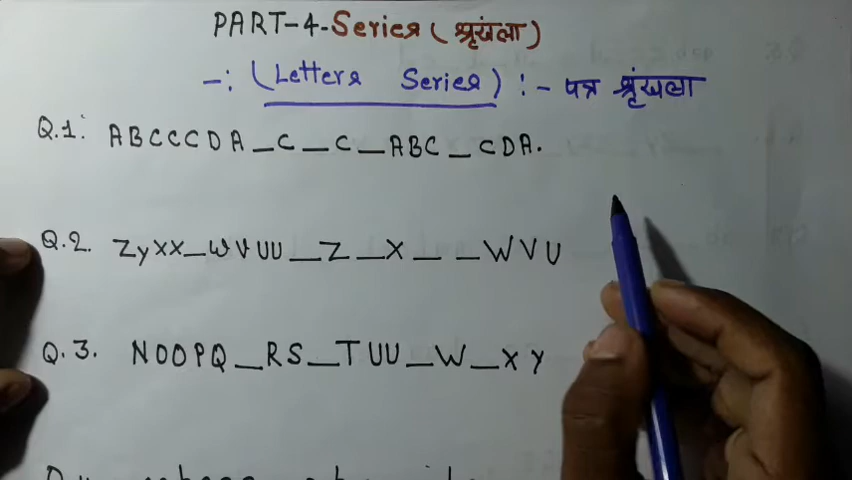 PART-4-Series (श्रृंखला)
-: (Letters Series) :- पत्र श्रृंखला
Q.1: ABCCCDA_C_C_ABC_CDA.
Q.2. ZyXX_WVUU_Z_X_ _WVU
Q.3. NOOPQ_RS_TUU_W_XY